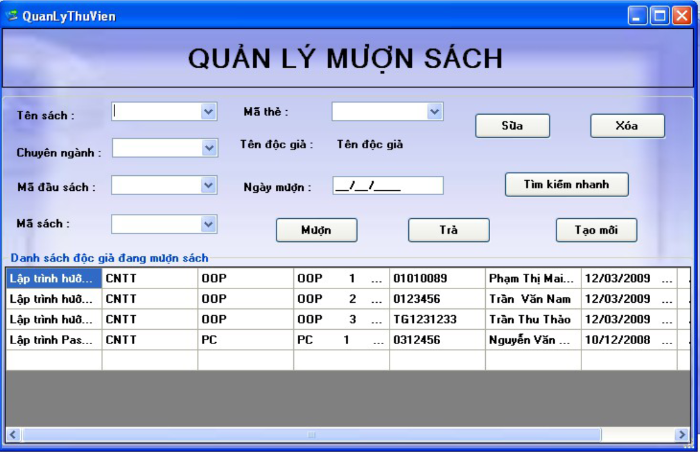 QuanLyThuVien
QUẢN LÝ MƯỢN SÁCH
Tên sách :
Mã thẻ :
Sửa
Xóa
Chuyên ngành :
Tên độc giả :
Tên độc giả
Mã đầu sách :
Ngày mượn :
__/__/____
Tìm kiếm nhanh
Mã sách :
Mượn
Trả
Tạo mới
Danh sách độc giả đang mượn sách
Lập trình hướ... CNTT OOP OOP 1 ... 01010089 Phạm Thị Mai... 12/03/2009 ...
Lập trình hướ... CNTT OOP OOP 2 ... 0123456 Trần Văn Nam 12/03/2009 ...
Lập trình hướ... CNTT OOP OOP 3 ... TG1231233 Trần Thu Thảo 12/03/2009 ...
Lập trình Pas... CNTT PC PC 1 ... 0312456 Nguyễn Văn ... 10/12/2008 ...